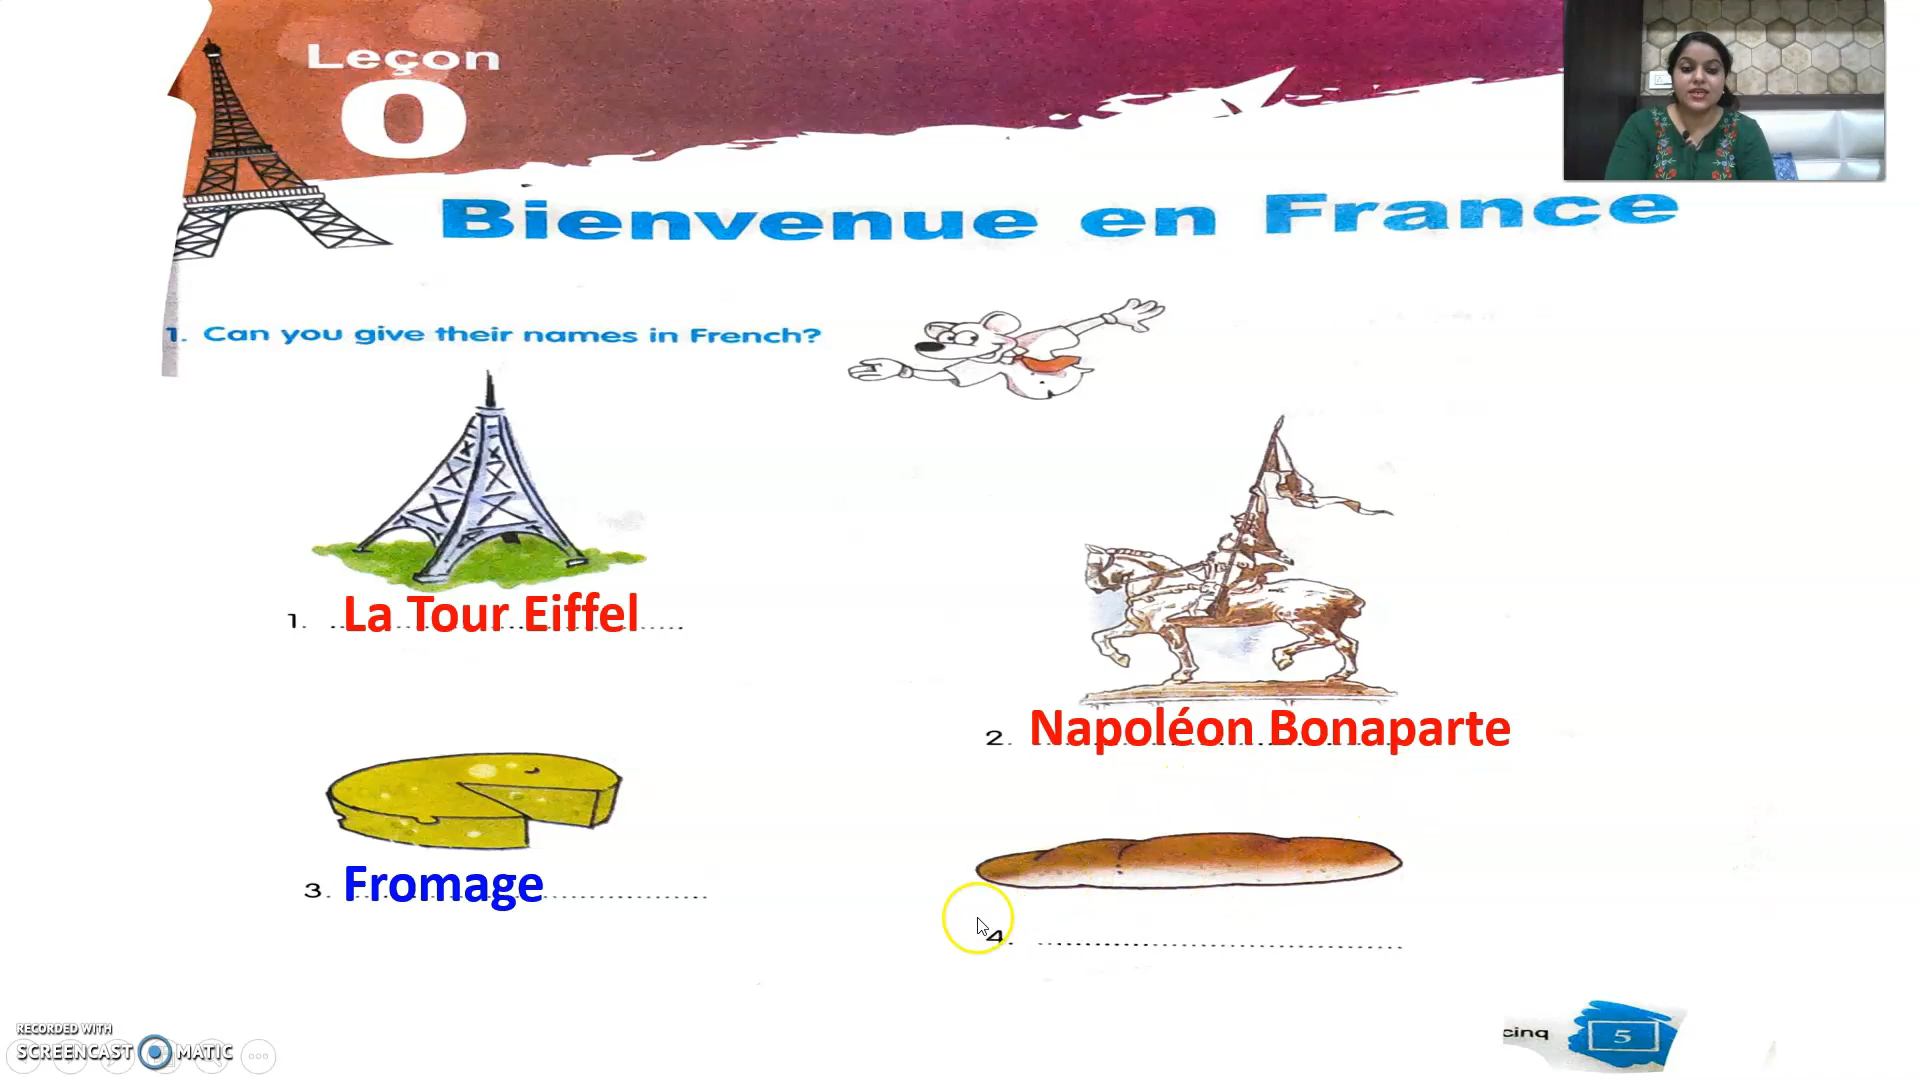 Leçon
0
Bienvenue en France
1. Can you give their names in French?
1. La Tour Eiffel
2. Napoléon Bonaparte
3. Fromage
4.
cinq 5
RECORDED WITH
SCREENCAST MATIC